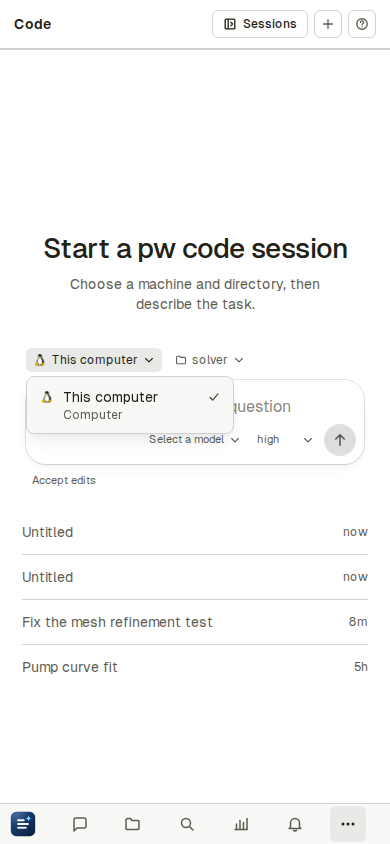 Code
Sessions
Start a pw code session
Choose a machine and directory, then
describe the task.
This computer
solver
This computer
Computer
question
Select a model
high
Accept edits
Untitled
now
Untitled
now
Fix the mesh refinement test
8m
Pump curve fit
5h